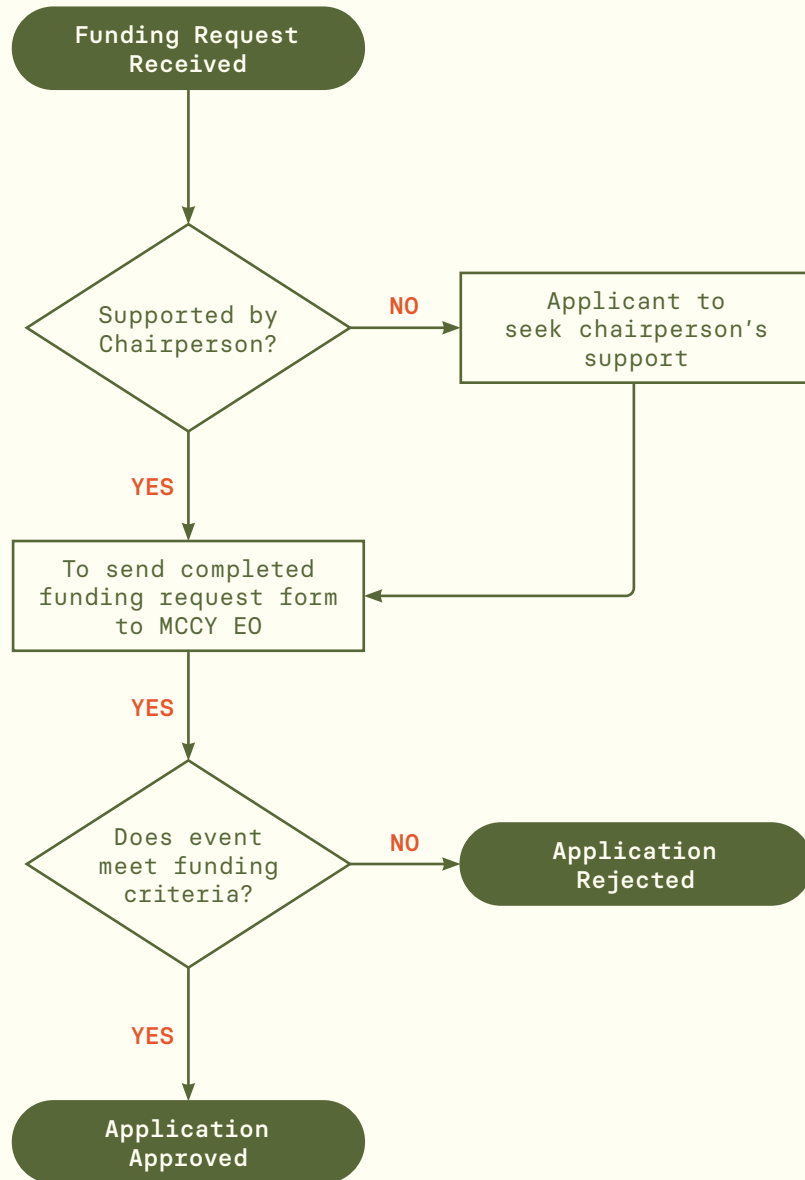 Funding Request
Received
Supported by
Chairperson?
NO
Applicant to
seek chairperson's
support
YES
To send completed
funding request form
to MCCY EO
YES
Does event
meet funding
criteria?
NO
Application
Rejected
YES
Application
Approved